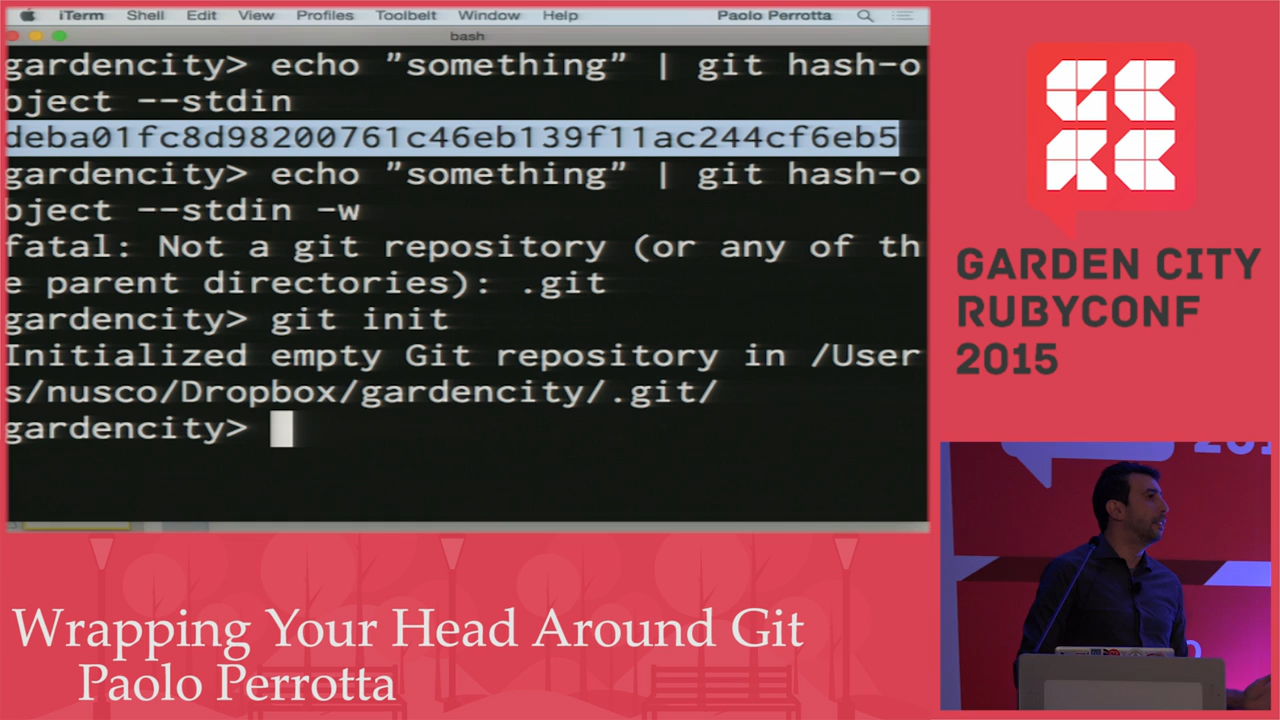 iTerm Shell Edit View Profiles Toolbelt Window Help Paolo Perrotta
bash
gardencity> echo "something" | git hash-o
bject --stdin
deba01fc8d98200761c46eb139f11ac244cf6eb5
gardencity> echo "something" | git hash-o
bject --stdin -w
fatal: Not a git repository (or any of th
e parent directories): .git
gardencity> git init
Initialized empty Git repository in /User
s/nusco/Dropbox/gardencity/.git/
gardencity>
GARDEN CITY
RUBYCONF
2015
Wrapping Your Head Around Git
Paolo Perrotta